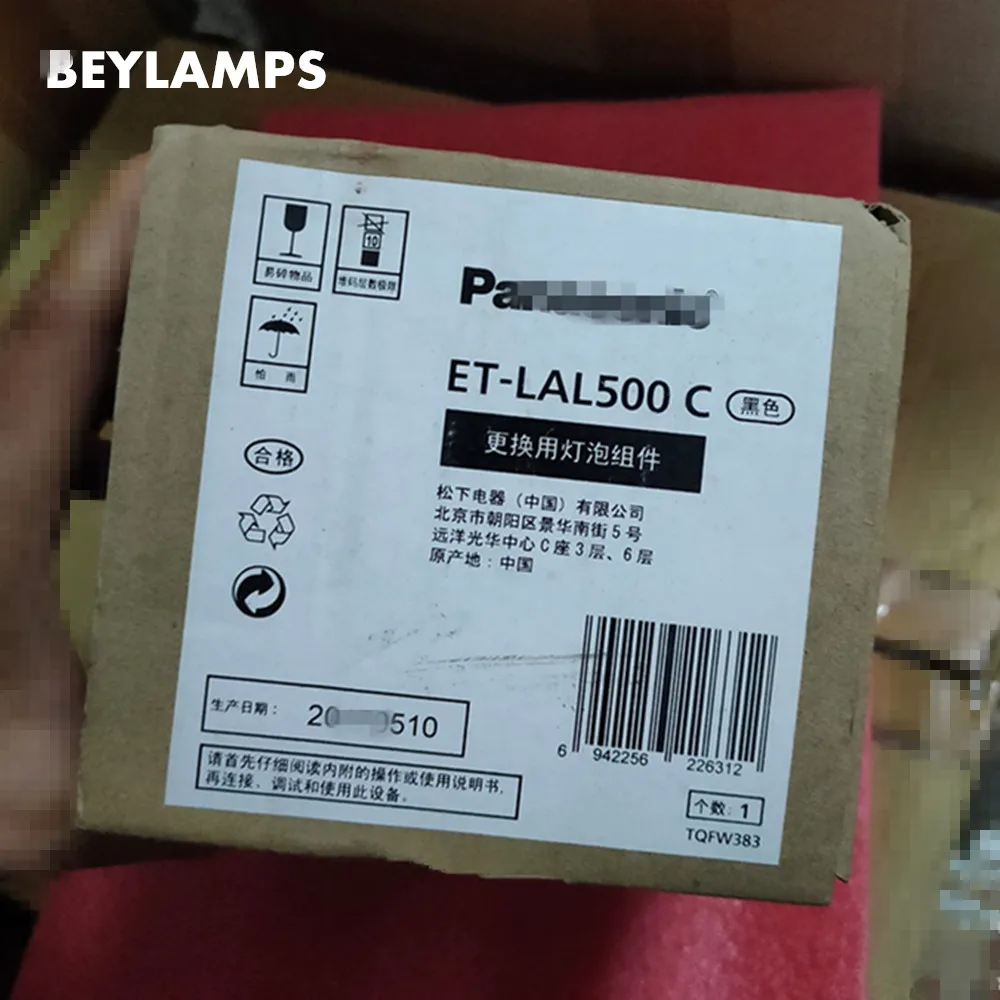 BEYLAMPS
易碎物品
10
堆码层数极限
怕 雨
ET-LAL500 C 黑色
更换用灯泡组件
合格
松下电器（中国）有限公司
北京市朝阳区景华南街5号
远洋光华中心C座3层、6层
原产地：中国
生产日期：
请首先仔细阅读内附的操作或使用说明书,
再连接、调试和使用此设备。
6 942256 226312
个数: 1
TQFW383